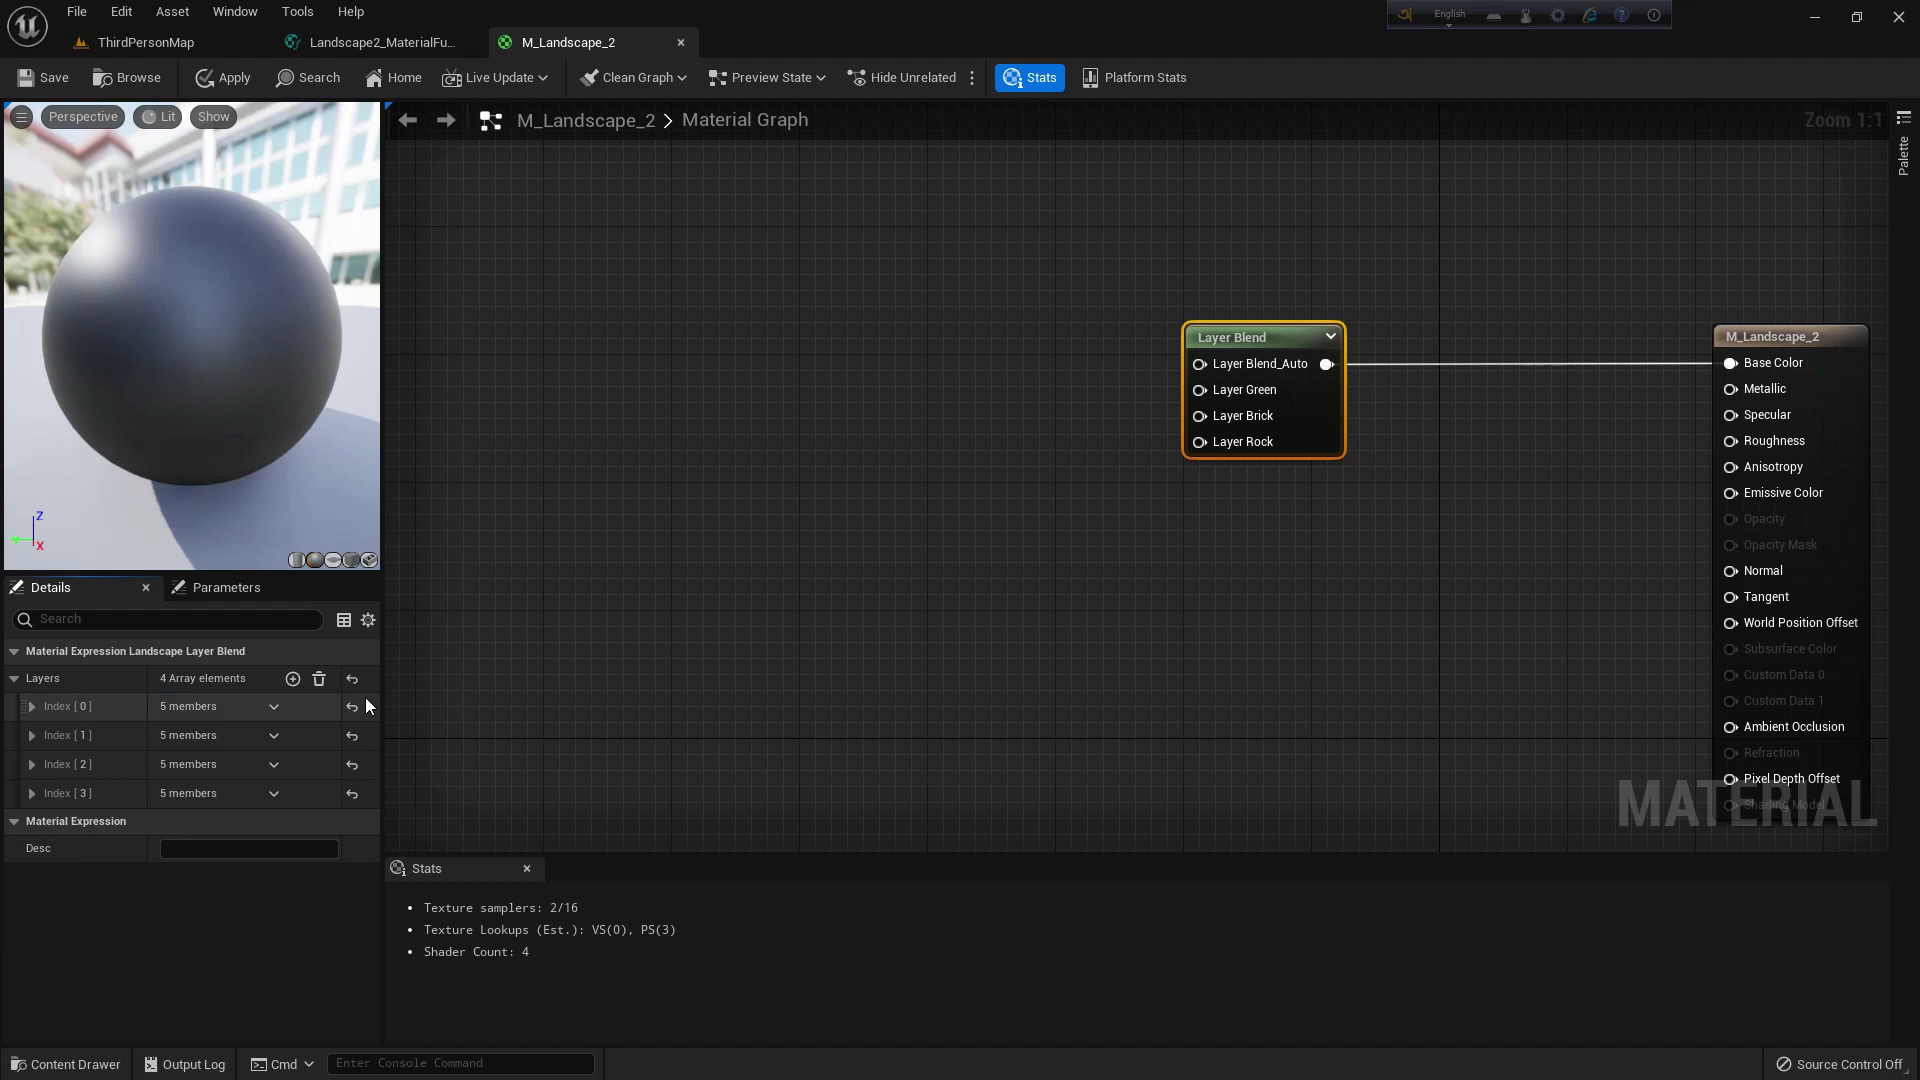 File Edit Asset Window Tools Help
English
ThirdPersonMap
Landscape2_MaterialFu...
M_Landscape_2
Save Browse Apply Search Home Live Update Clean Graph Preview State Hide Unrelated Stats Platform Stats
Perspective Lit Show
M_Landscape_2 > Material Graph
Zoom 1:1
Palette
Layer Blend
Layer Blend_Auto
Layer Green
Layer Brick
Layer Rock
M_Landscape_2
Base Color
Metallic
Specular
Roughness
Anisotropy
Emissive Color
Opacity
Opacity Mask
Normal
Tangent
World Position Offset
Subsurface Color
Custom Data 0
Custom Data 1
Ambient Occlusion
Refraction
Pixel Depth Offset
Shading Model
MATERIAL
Z
Y
X
Details
Parameters
Search
Material Expression Landscape Layer Blend
Layers 4 Array elements
Index [ 0 ] 5 members
Index [ 1 ] 5 members
Index [ 2 ] 5 members
Index [ 3 ] 5 members
Material Expression
Desc
Stats
• Texture samplers: 2/16
• Texture Lookups (Est.): VS(0), PS(3)
• Shader Count: 4
Content Drawer
Output Log
Cmd
Enter Console Command
Source Control Off